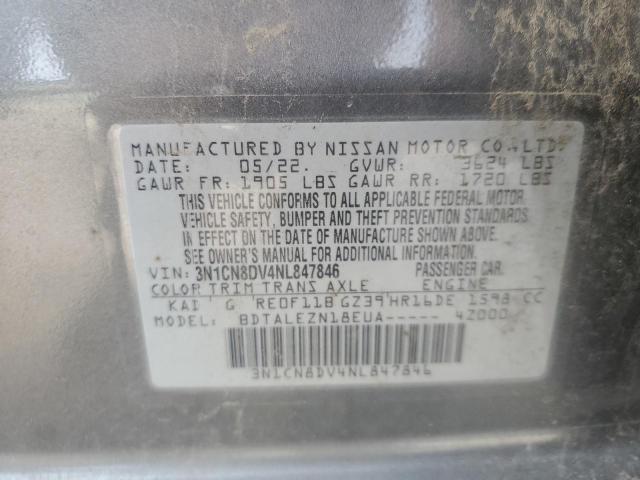 MANUFACTURED BY NISSAN MOTOR CO.,LTD.
DATE: 05/22. GVWR: 3624 LBS
GAWR FR: 1905 LBS GAWR RR: 1720 LBS
THIS VEHICLE CONFORMS TO ALL APPLICABLE FEDERAL MOTOR
VEHICLE SAFETY, BUMPER AND THEFT PREVENTION STANDARDS
IN EFFECT ON THE DATE OF MANUFACTURE SHOWN ABOVE.
SEE OWNER'S MANUAL FOR ADDITIONAL INFORMATION.
VIN: 3N1CN8DV4NL847846 PASSENGER CAR.
COLOR TRIM TRANS AXLE ENGINE
KAI G RE0F11B GZ39 HR16DE 1598 CC
MODEL: BDTALEZN18EUA----- 4Z000
3N1CN8DV4NL847846